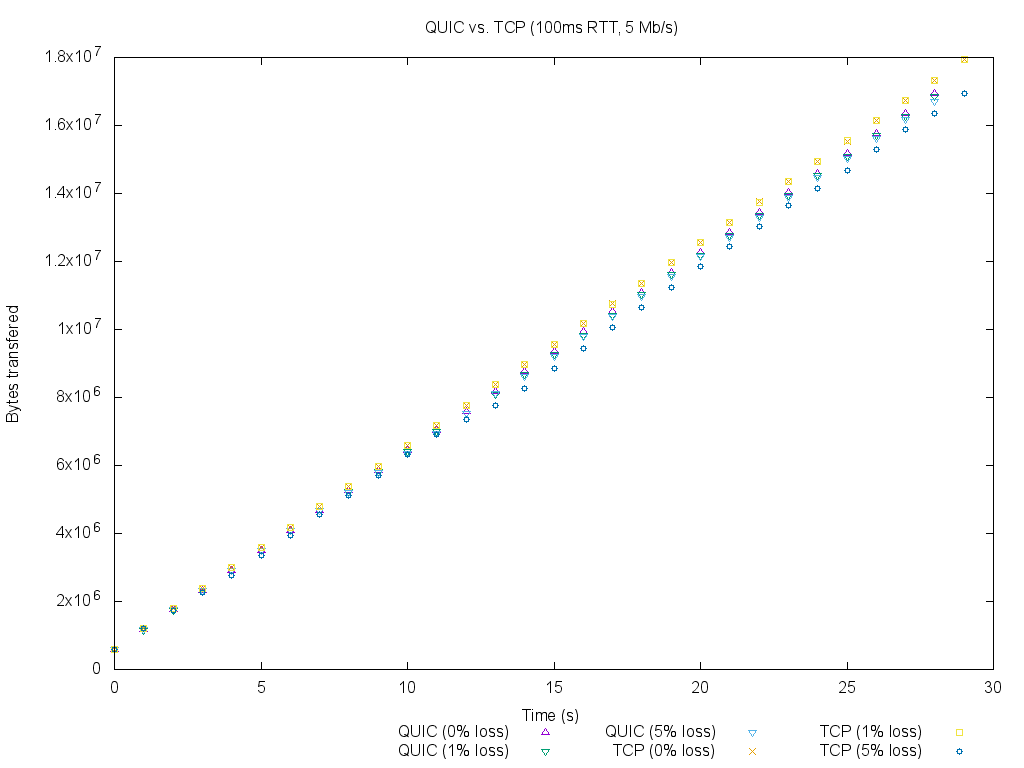 QUIC vs. TCP (100ms RTT, 5 Mb/s)
1.8x10^7
1.6x10^7
1.4x10^7
1.2x10^7
1x10^7
8x10^6
6x10^6
4x10^6
2x10^6
0
Bytes transfered
0 5 10 15 20 25 30
Time (s)
QUIC (0% loss) QUIC (5% loss) TCP (1% loss)
QUIC (1% loss) TCP (0% loss) TCP (5% loss)